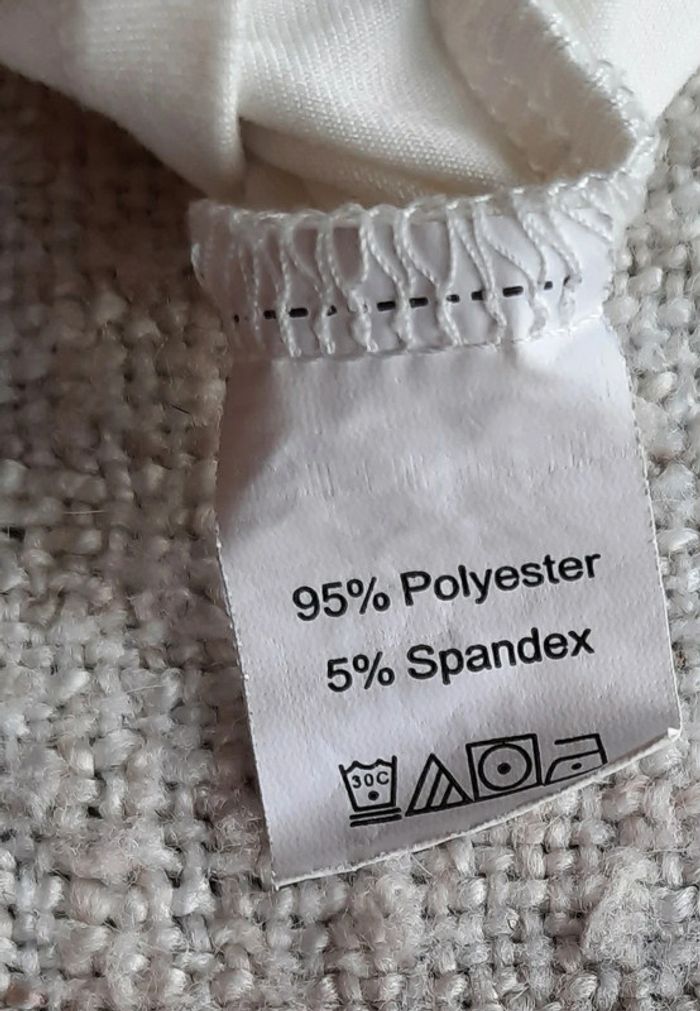 95% Polyester
5% Spandex
30C